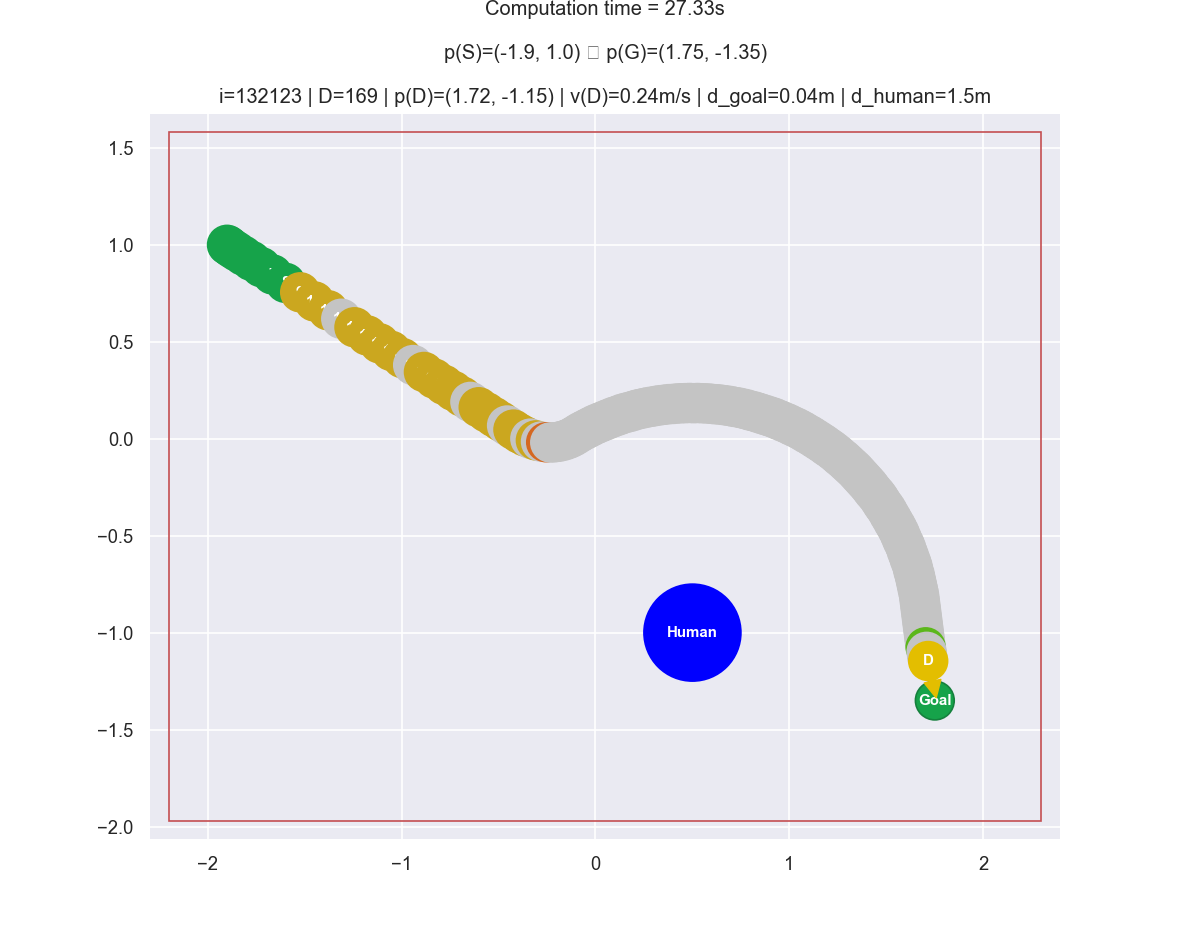 Computation time = 27.33s
p(S)=(-1.9, 1.0) ▯ p(G)=(1.75, -1.35)
i=132123 | D=169 | p(D)=(1.72, -1.15) | v(D)=0.24m/s | d_goal=0.04m | d_human=1.5m
1.5
1.0
0.5
0.0
−0.5
−1.0
−1.5
−2.0
Human
D
Goal
−2
−1
0
1
2